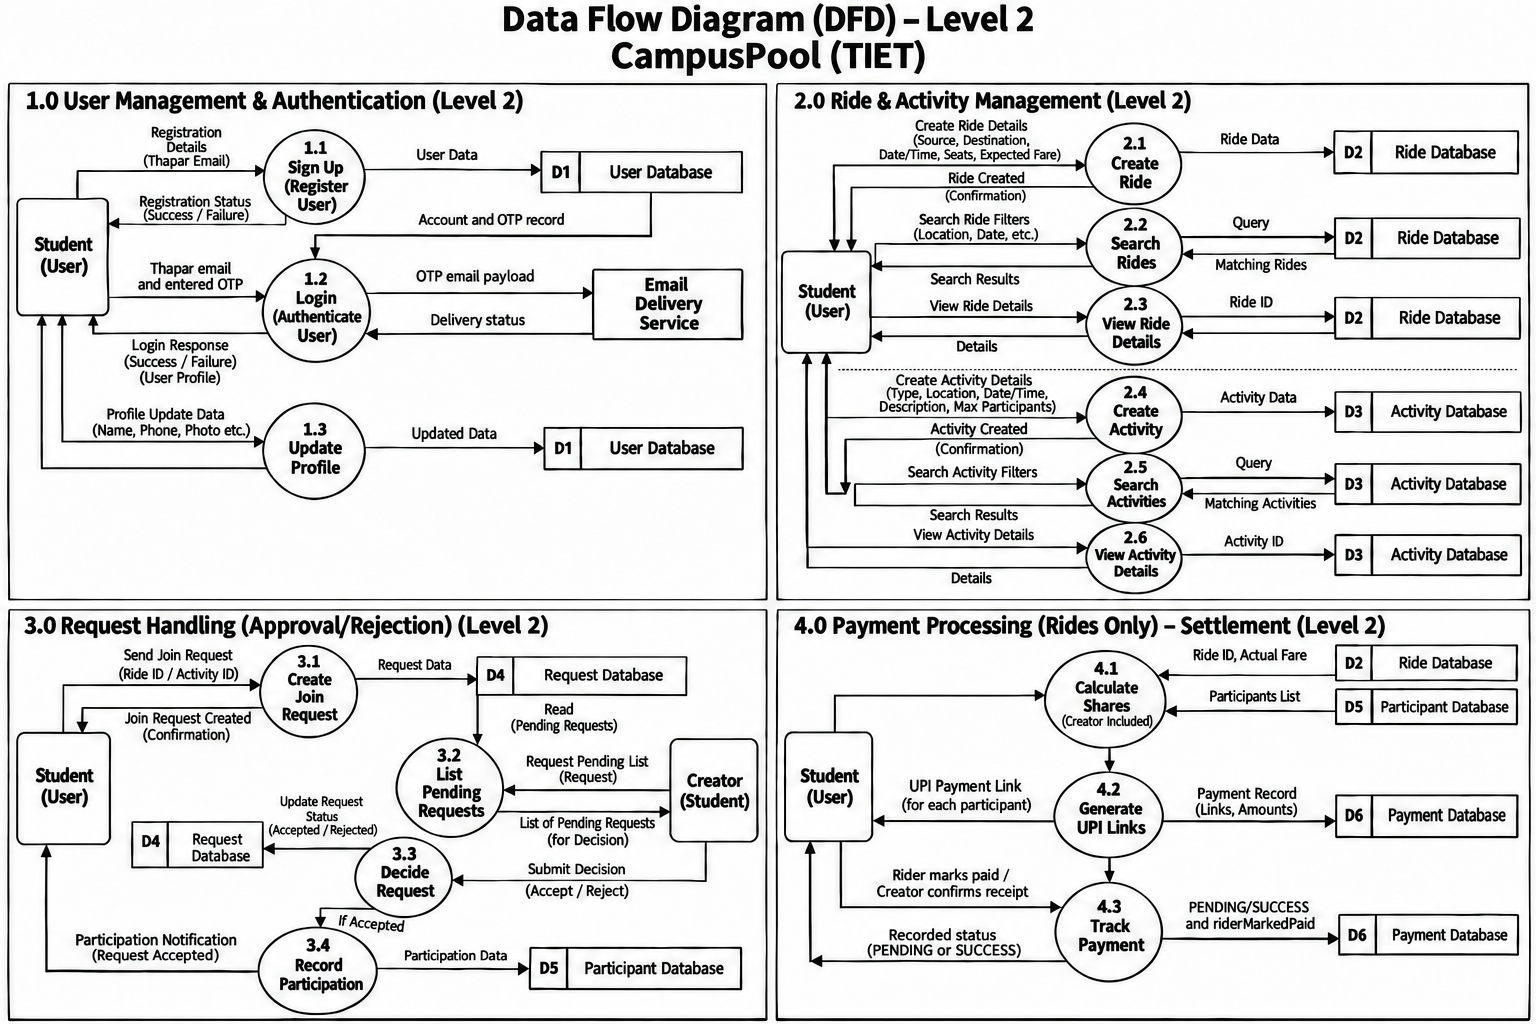 Data Flow Diagram (DFD) – Level 2
CampusPool (TIET)
1.0 User Management & Authentication (Level 2)
Registration
Details
(Thapar Email)
1.1
Sign Up
(Register
User)
User Data
D1
User Database
Registration Status
(Success / Failure)
Account and OTP record
Student
(User)
Thapar email
and entered OTP
1.2
Login
(Authenticate
User)
OTP email payload
Delivery status
Email
Delivery
Service
Login Response
(Success / Failure)
(User Profile)
Profile Update Data
(Name, Phone, Photo etc.)
1.3
Update
Profile
Updated Data
D1
User Database
2.0 Ride & Activity Management (Level 2)
Create Ride Details
(Source, Destination,
Date/Time, Seats, Expected Fare)
2.1
Create
Ride
Ride Data
D2
Ride Database
Ride Created
(Confirmation)
Search Ride Filters
(Location, Date, etc.)
2.2
Search
Rides
Query
D2
Ride Database
Matching Rides
Search Results
Student
(User)
View Ride Details
2.3
View Ride
Details
Ride ID
D2
Ride Database
Details
Create Activity Details
(Type, Location, Date/Time,
Description, Max Participants)
2.4
Create
Activity
Activity Data
D3
Activity Database
Activity Created
(Confirmation)
Search Activity Filters
2.5
Search
Activities
Query
D3
Activity Database
Matching Activities
Search Results
View Activity Details
2.6
View Activity
Details
Activity ID
D3
Activity Database
Details
3.0 Request Handling (Approval/Rejection) (Level 2)
Send Join Request
(Ride ID / Activity ID)
3.1
Create
Join
Request
Request Data
D4
Request Database
Join Request Created
(Confirmation)
Read
(Pending Requests)
Student
(User)
3.2
List
Pending
Requests
Request Pending List
(Request)
Creator
(Student)
List of Pending Requests
(for Decision)
Update Request
Status
(Accepted / Rejected)
D4
Request
Database
3.3
Decide
Request
Submit Decision
(Accept / Reject)
If Accepted
Participation Notification
(Request Accepted)
3.4
Record
Participation
Participation Data
D5
Participant Database
4.0 Payment Processing (Rides Only) – Settlement (Level 2)
4.1
Calculate
Shares
(Creator Included)
Ride ID, Actual Fare
D2
Ride Database
Participants List
D5
Participant Database
Student
(User)
UPI Payment Link
(for each participant)
4.2
Generate
UPI Links
Payment Record
(Links, Amounts)
D6
Payment Database
Rider marks paid /
Creator confirms receipt
4.3
Track
Payment
PENDING/SUCCESS
and riderMarkedPaid
D6
Payment Database
Recorded status
(PENDING or SUCCESS)